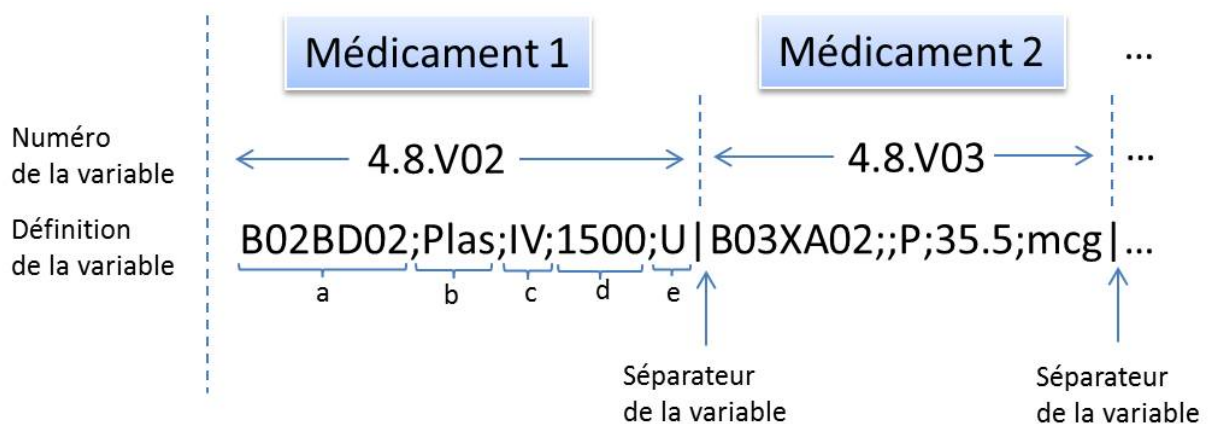 Médicament 1
Médicament 2
...
Numéro
de la variable
4.8.V02
4.8.V03
...
Définition
de la variable
B02BD02;Plas;IV;1500;U|B03XA02;;P;35.5;mcg|...
a b c d e
Séparateur
de la variable
Séparateur
de la variable